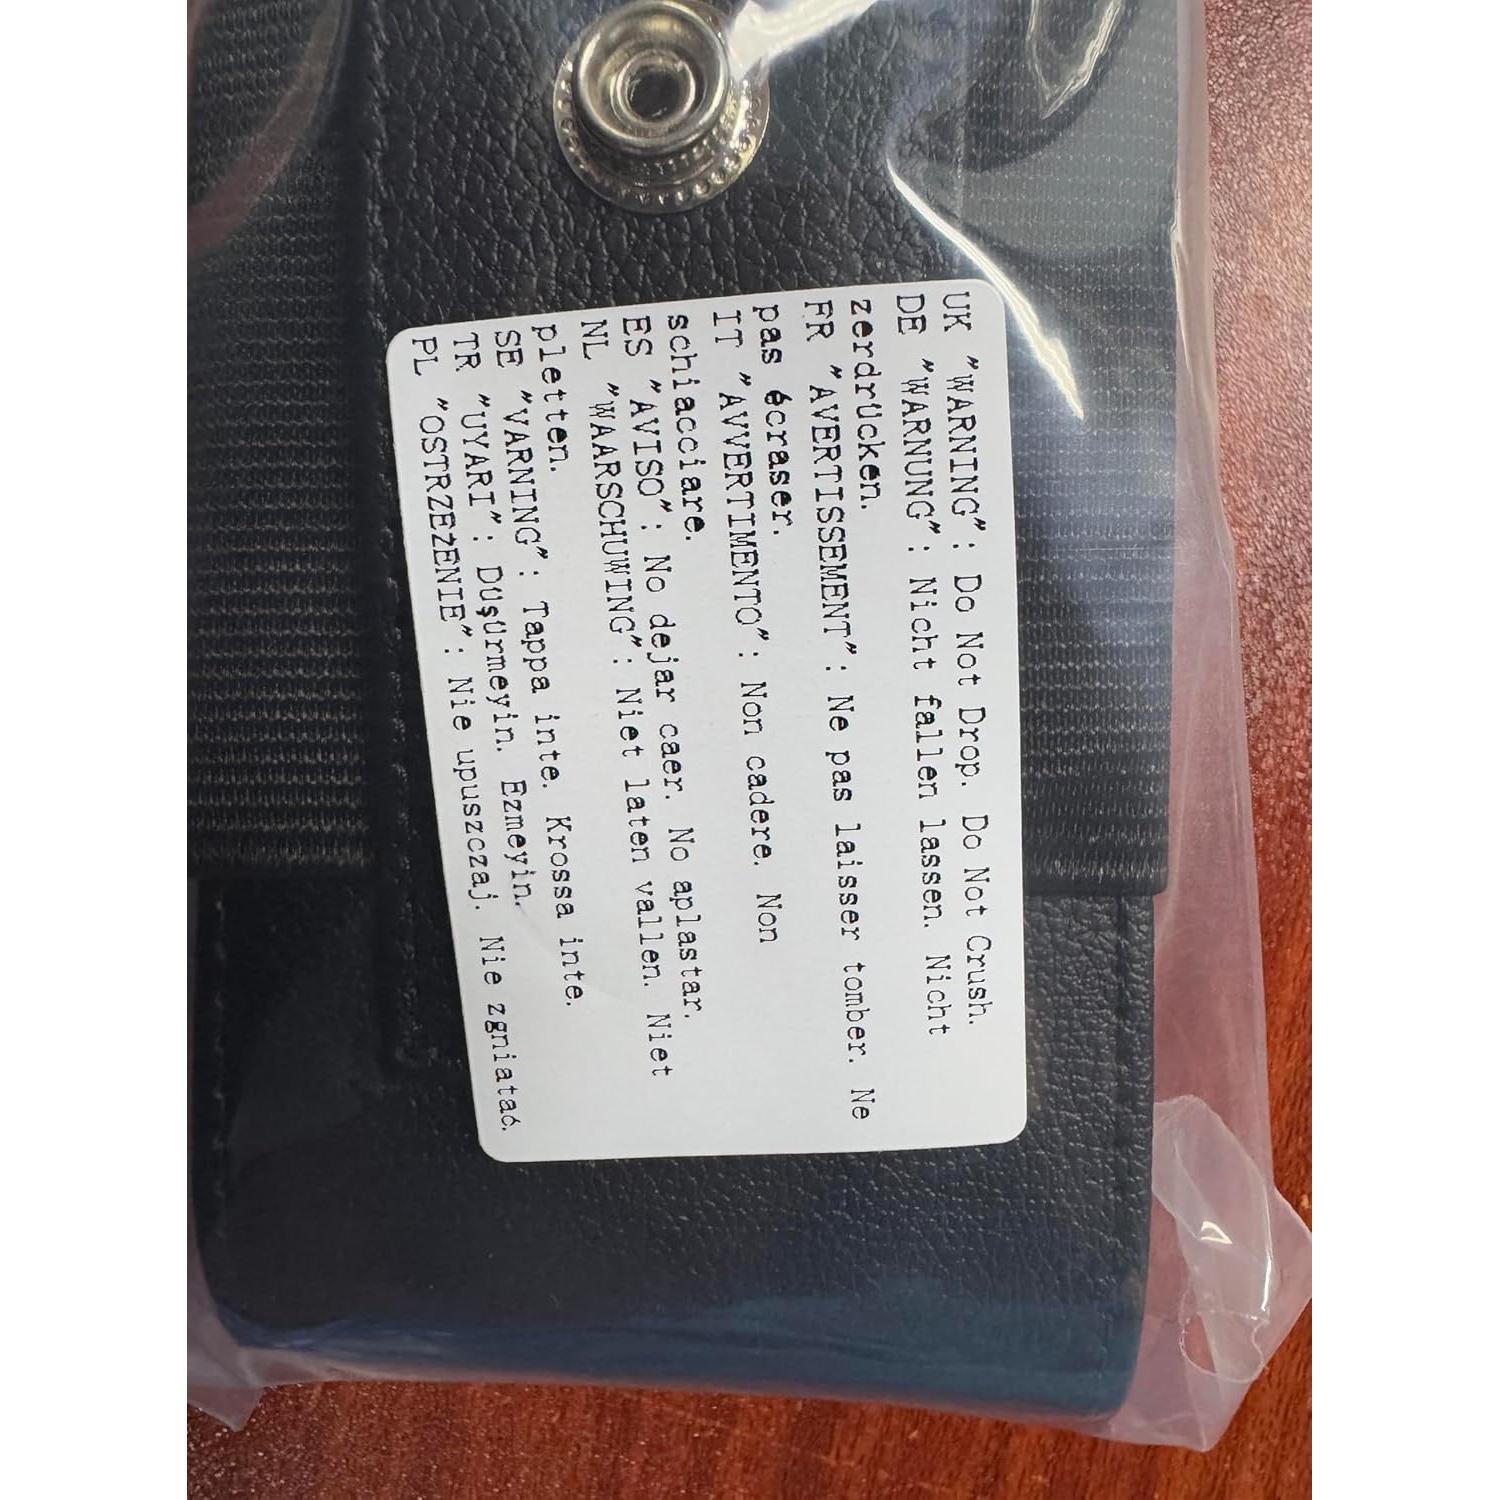 UK "WARNING": Do Not Drop. Do Not Crush.
DE "WARNUNG": Nicht fallen lassen. Nicht
zerdrücken.
FR "AVERTISSEMENT": Ne pas laisser tomber. Ne
pas écraser.
IT "AVVERTIMENTO": Non cadere. Non
schiacciare.
ES "AVISO": No dejar caer. No aplastar.
NL "WAARSCHUWING": Niet laten vallen. Niet
pletten.
SE "VARNING": Tappa inte. Krossa inte.
TR "UYARI": Düşürmeyin. Ezmeyin.
PL "OSTRZEŻENIE": Nie upuszczaj. Nie zgniatać.